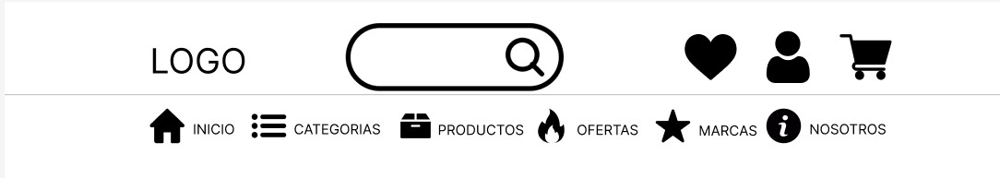 LOGO
INICIO CATEGORIAS PRODUCTOS OFERTAS MARCAS NOSOTROS